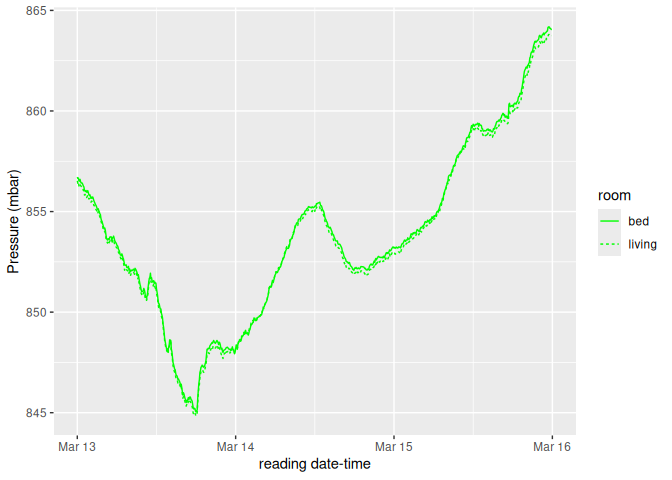 865
860
855
850
845
Pressure (mbar)
Mar 13
Mar 14
Mar 15
Mar 16
reading date-time
room
bed
living